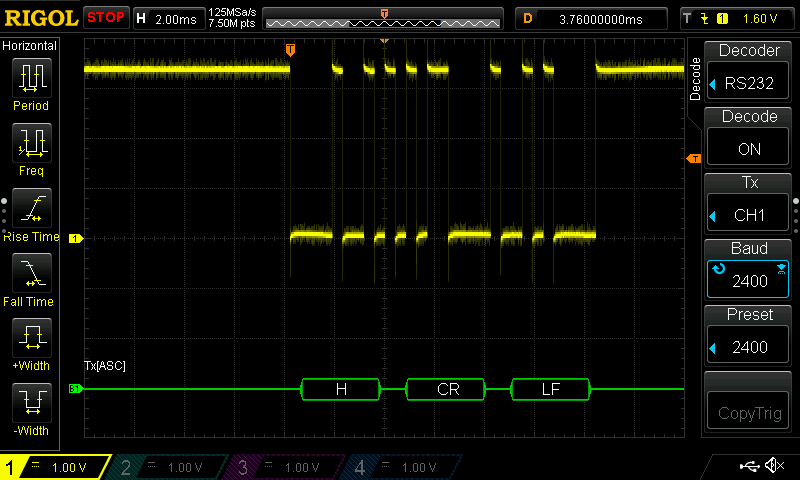 RIGOL STOP H 2.00ms 125MSa/s 7.50M pts T D 3.76000000ms T 1 1.60 V
Horizontal
Period
Freq
Rise Time
Fall Time
+Width
-Width
T
T
1
Tx[ASC]
B1
H CR LF
Decode
Decoder
RS232
Decode
ON
Tx
CH1
Baud
2400
Preset
2400
CopyTrig
1 = 1.00 V 2 = 1.00 V 3 = 1.00 V 4 = 1.00 V